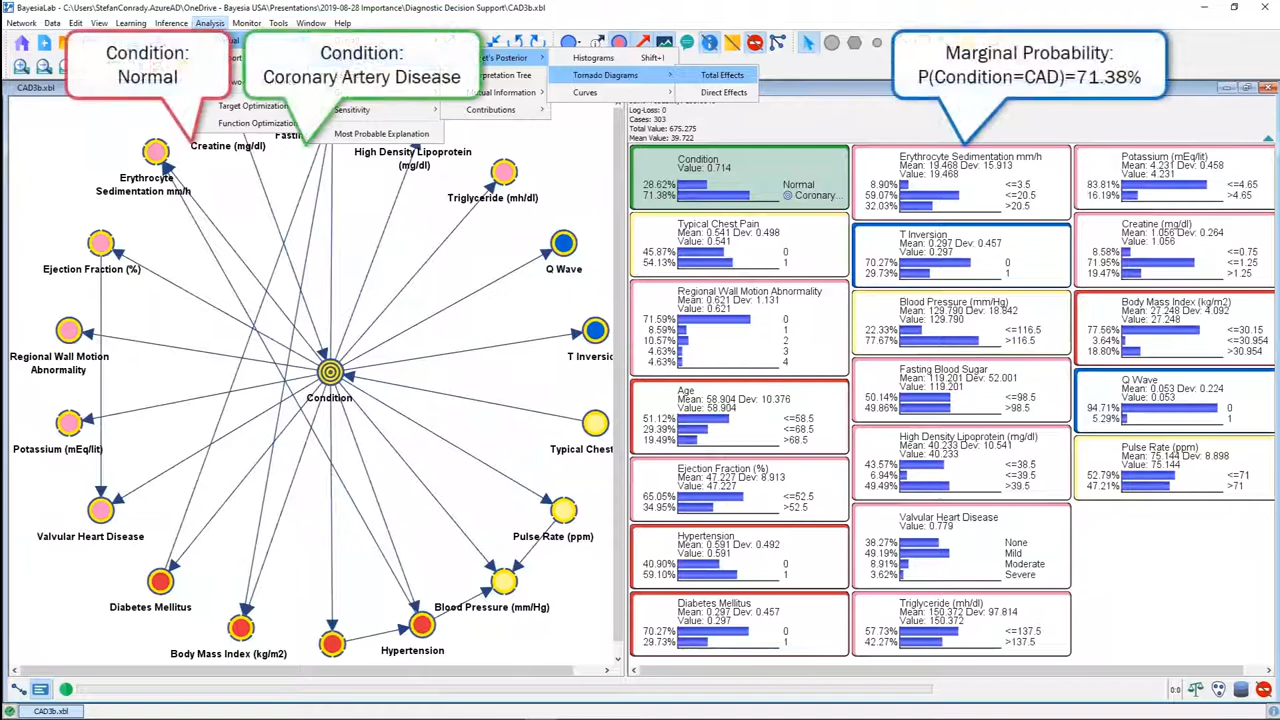 BayesiaLab - C:\Users\StefanConrady.AzureAD\OneDrive - Bayesia USA\Presentations\2019-08-28 Importance\Diagnostic Decision Support\CAD3b.xbl
Network Data Edit View Learning Inference Analysis Monitor Tools Window Help
Condition:
Normal
Condition:
Coronary Artery Disease
Marginal Probability:
P(Condition=CAD)=71.38%
Target Optimization
Function Optimization
Sensitivity
Most Probable Explanation
Mutual Information
Contributions
Histograms Shift+I
Tornado Diagrams
Curves
Total Effects
Direct Effects
CAD3b.xbl
Log-Loss: 0
Cases: 303
Total Value: 675.275
Mean Value: 39.722
Creatine (mg/dl)
High Density Lipoprotein
(mg/dl)
Erythrocyte
Sedimentation mm/h
Triglyceride (mh/dl)
Ejection Fraction (%)
Q Wave
Regional Wall Motion
Abnormality
T Inversio
Condition
Potassium (mEq/lit)
Typical Chest
Valvular Heart Disease
Pulse Rate (ppm)
Diabetes Mellitus
Blood Pressure (mm/Hg)
Body Mass Index (kg/m2)
Hypertension
Condition
Value: 0.714
28.62% Normal
71.38% Coronary...
Typical Chest Pain
Mean: 0.541 Dev: 0.498
Value: 0.541
45.87% 0
54.13% 1
Regional Wall Motion Abnormality
Mean: 0.621 Dev: 1.131
Value: 0.621
71.59% 0
8.59% 1
10.57% 2
4.63% 3
4.63% 4
Age
Mean: 58.904 Dev: 10.376
Value: 58.904
51.12% <=58.5
29.39% <=68.5
19.49% >68.5
Ejection Fraction (%)
Mean: 47.227 Dev: 8.913
Value: 47.227
65.05% <=52.5
34.95% >52.5
Hypertension
Mean: 0.591 Dev: 0.492
Value: 0.591
40.90% 0
59.10% 1
Diabetes Mellitus
Mean: 0.297 Dev: 0.457
Value: 0.297
70.27% 0
29.73% 1
Erythrocyte Sedimentation mm/h
Mean: 19.468 Dev: 15.913
Value: 19.468
8.90% <=3.5
59.07% <=20.5
32.03% >20.5
T Inversion
Mean: 0.297 Dev: 0.457
Value: 0.297
70.27% 0
29.73% 1
Blood Pressure (mm/Hg)
Mean: 129.790 Dev: 18.842
Value: 129.790
22.33% <=116.5
77.67% >116.5
Fasting Blood Sugar
Mean: 119.201 Dev: 52.001
Value: 119.201
50.14% <=98.5
49.86% >98.5
High Density Lipoprotein (mg/dl)
Mean: 40.233 Dev: 10.541
Value: 40.233
43.57% <=38.5
6.94% <=39.5
49.49% >39.5
Valvular Heart Disease
Value: 0.779
38.27% None
49.19% Mild
8.91% Moderate
3.62% Severe
Triglyceride (mh/dl)
Mean: 150.372 Dev: 97.814
Value: 150.372
57.73% <=137.5
42.27% >137.5
Potassium (mEq/lit)
Mean: 4.231 Dev: 0.458
Value: 4.231
83.81% <=4.65
16.19% >4.65
Creatine (mg/dl)
Mean: 1.056 Dev: 0.264
Value: 1.056
8.58% <=0.75
71.95% <=1.25
19.47% >1.25
Body Mass Index (kg/m2)
Mean: 27.248 Dev: 4.092
Value: 27.248
77.56% <=30.15
3.64% <=30.954
18.80% >30.954
Q Wave
Mean: 0.053 Dev: 0.224
Value: 0.053
94.71% 0
5.29% 1
Pulse Rate (ppm)
Mean: 75.144 Dev: 8.898
Value: 75.144
52.79% <=71
47.21% >71
0:0
CAD3b.xbl